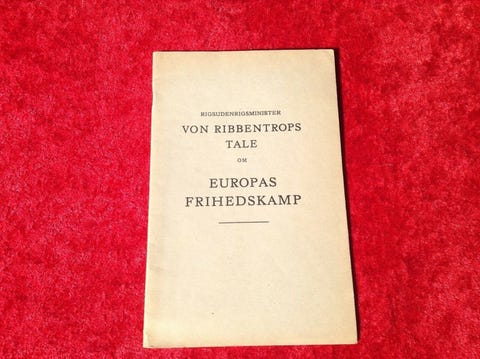 RIGSUDENRIGSMINISTER
VON RIBBENTROPS
TALE
OM
EUROPAS
FRIHEDSKAMP